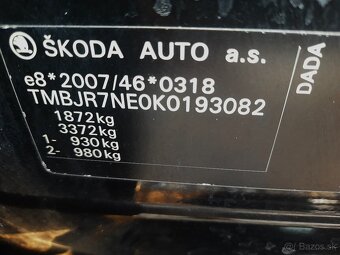 ŠKODA AUTO a.s.
e8*2007/46*0318
TMBJR7NE0K0193082
1872kg
3372kg
1- 930kg
2- 980kg
DADA
Bazos.sk